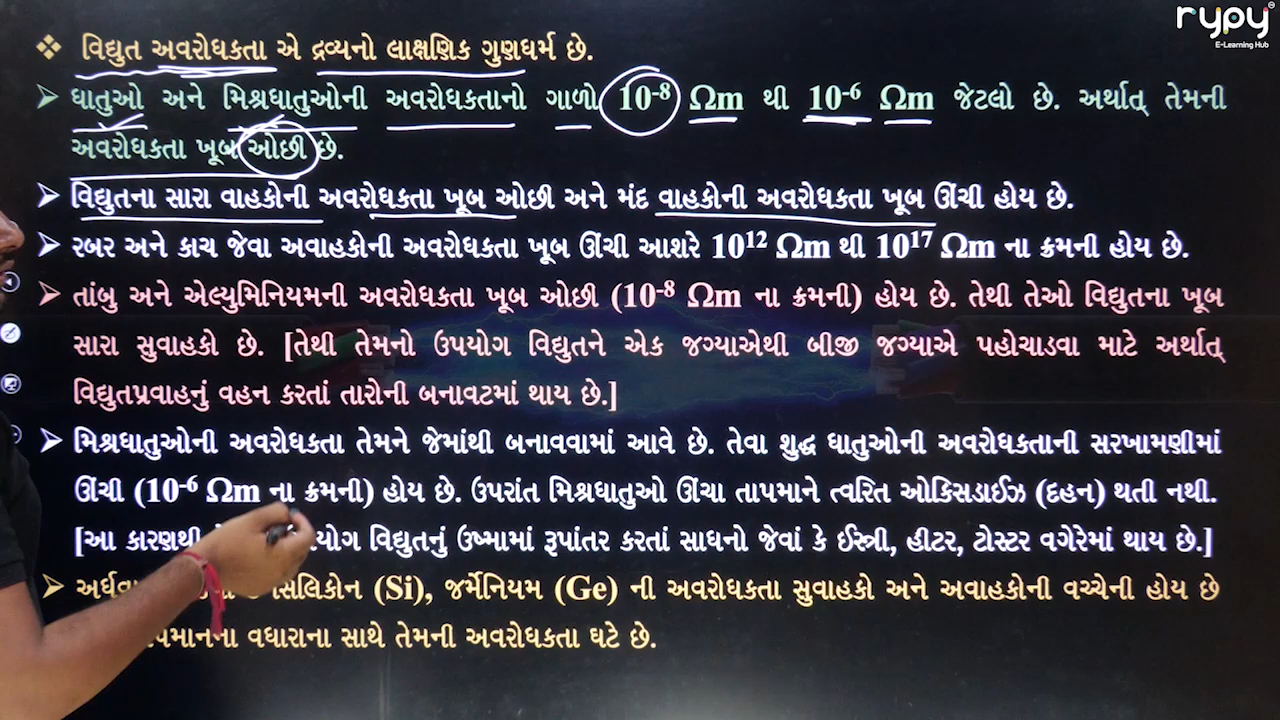 rypy
E-Learning Hub
❖ વિદ્યુત અવરોધકતા એ દ્રવ્યનો લાક્ષણિક ગુણધર્મ છે.
➢ ધાતુઓ અને મિશ્રધાતુઓની અવરોધકતાનો ગાળો 10⁻⁸ Ωm થી 10⁻⁶ Ωm જેટલો છે. અર્થાત્ તેમની
અવરોધકતા ખૂબ ઓછી છે.
➢ વિદ્યુતના સારા વાહકોની અવરોધકતા ખૂબ ઓછી અને મંદ વાહકોની અવરોધકતા ખૂબ ઊંચી હોય છે.
➢ રબર અને કાચ જેવા અવાહકોની અવરોધકતા ખૂબ ઊંચી આશરે 10¹² Ωm થી 10¹⁷ Ωm ના ક્રમની હોય છે.
➢ તાંબુ અને એલ્યુમિનિયમની અવરોધકતા ખૂબ ઓછી (10⁻⁸ Ωm ના ક્રમની) હોય છે. તેથી તેઓ વિદ્યુતના ખૂબ
સારા સુવાહકો છે. [તેથી તેમનો ઉપયોગ વિદ્યુતને એક જગ્યાએથી બીજી જગ્યાએ પહોચાડવા માટે અર્થાત્
વિદ્યુતપ્રવાહનું વહન કરતાં તારોની બનાવટમાં થાય છે.]
➢ મિશ્રધાતુઓની અવરોધકતા તેમને જેમાંથી બનાવવામાં આવે છે. તેવા શુદ્ધ ધાતુઓની અવરોધકતાની સરખામણીમાં
ઊંચી (10⁻⁶ Ωm ના ક્રમની) હોય છે. ઉપરાંત મિશ્રધાતુઓ ઊંચા તાપમાને ત્વરિત ઓક્સિડાઈઝ (દહન) થતી નથી.
[આ કારણથી વિદ્યુતનું ઉષ્મામાં રૂપાંતર કરતાં સાધનો જેવાં કે ઈસ્ત્રી, હીટર, ટોસ્ટર વગેરેમાં થાય છે.]
➢ સિલિકોન (Si), જર્મેનિયમ (Ge) ની અવરોધકતા સુવાહકો અને અવાહકોની વચ્ચેની હોય છે
વધારાના સાથે તેમની અવરોધકતા ઘટે છે.